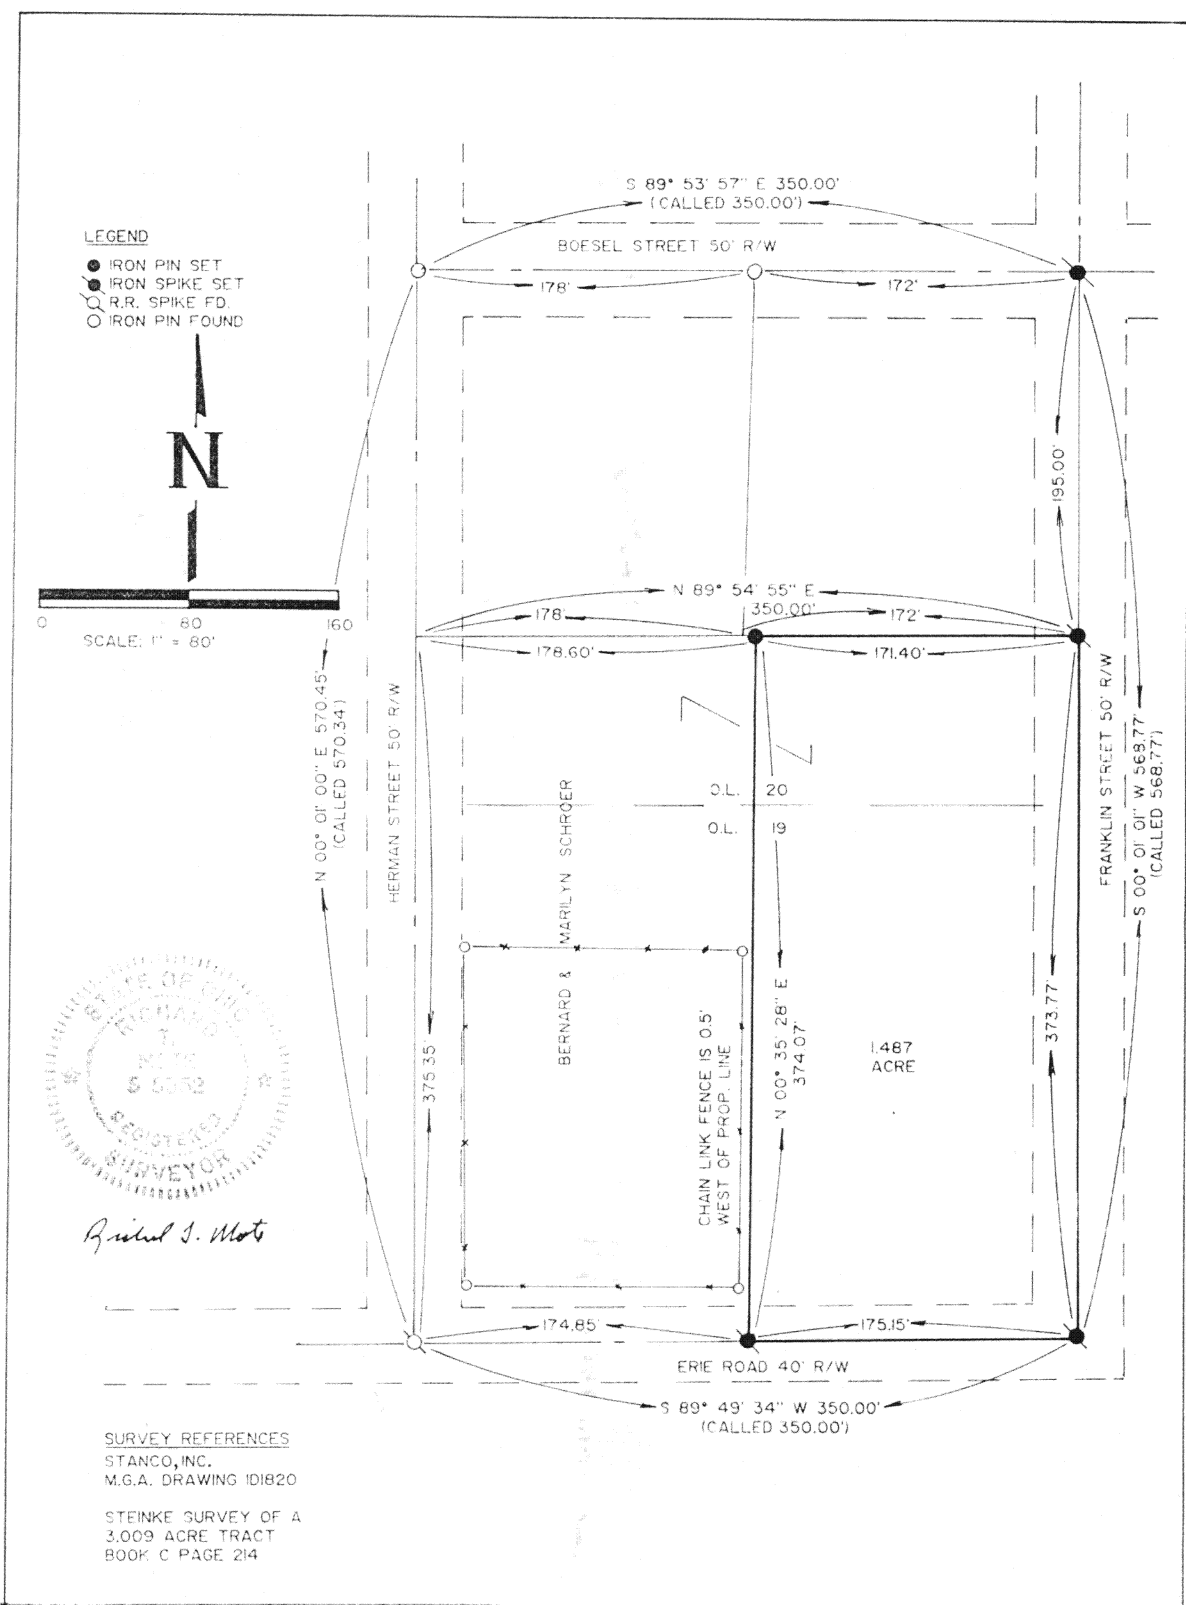 S 89° 53' 57" E 350.00'
(CALLED 350.00')
BOESEL STREET 50' R/W
178'
172'
LEGEND
IRON PIN SET
IRON SPIKE SET
R.R. SPIKE FD.
IRON PIN FOUND
N
0 80 160
SCALE: 1" = 80'
195.00'
N 89° 54' 55" E
350.00'
178'
172'
178.60'
171.40'
N 00° 01' 00" E 570.45'
(CALLED 570.34)
HERMAN STREET 50' R/W
FRANKLIN STREET 50' R/W
S 00° 01' 01" W 568.77'
(CALLED 568.77')
O.L. 20
O.L. 19
BERNARD & MARILYN SCHROER
375.35'
CHAIN LINK FENCE IS 0.5'
WEST OF PROP. LINE
N 00° 35' 28" E
374.07'
1.487
ACRE
373.77'
STATE OF OHIO
RICHARD
T.
REGISTERED
SURVEYOR
Richard T. Mote
174.85'
175.15'
ERIE ROAD 40' R/W
S 89° 49' 34" W 350.00'
(CALLED 350.00')
SURVEY REFERENCES
STANCO, INC.
M.G.A. DRAWING 1D1820
STEINKE SURVEY OF A
3.009 ACRE TRACT
BOOK C PAGE 214